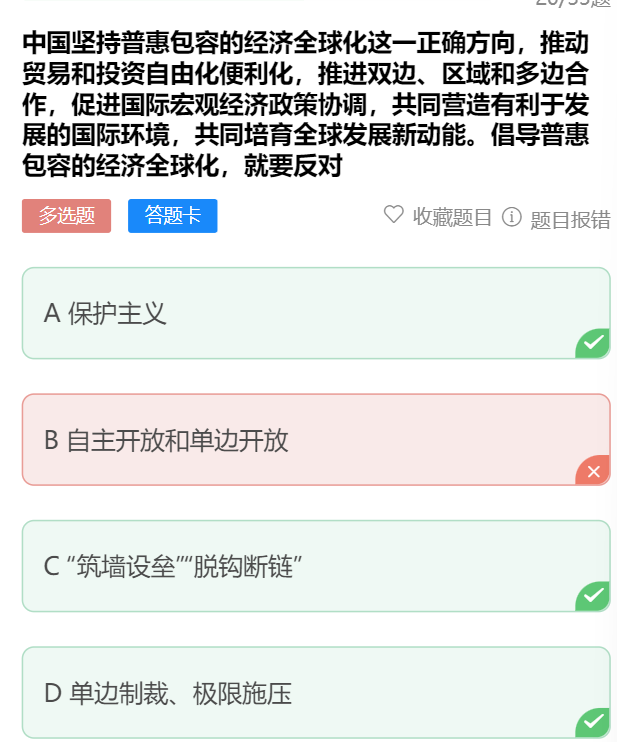 中国坚持普惠包容的经济全球化这一正确方向，推动
贸易和投资自由化便利化，推进双边、区域和多边合
作，促进国际宏观经济政策协调，共同营造有利于发
展的国际环境，共同培育全球发展新动能。倡导普惠
包容的经济全球化，就要反对
多选题 答题卡 收藏题目 题目报错
A 保护主义
B 自主开放和单边开放
C “筑墙设垒”“脱钩断链”
D 单边制裁、极限施压